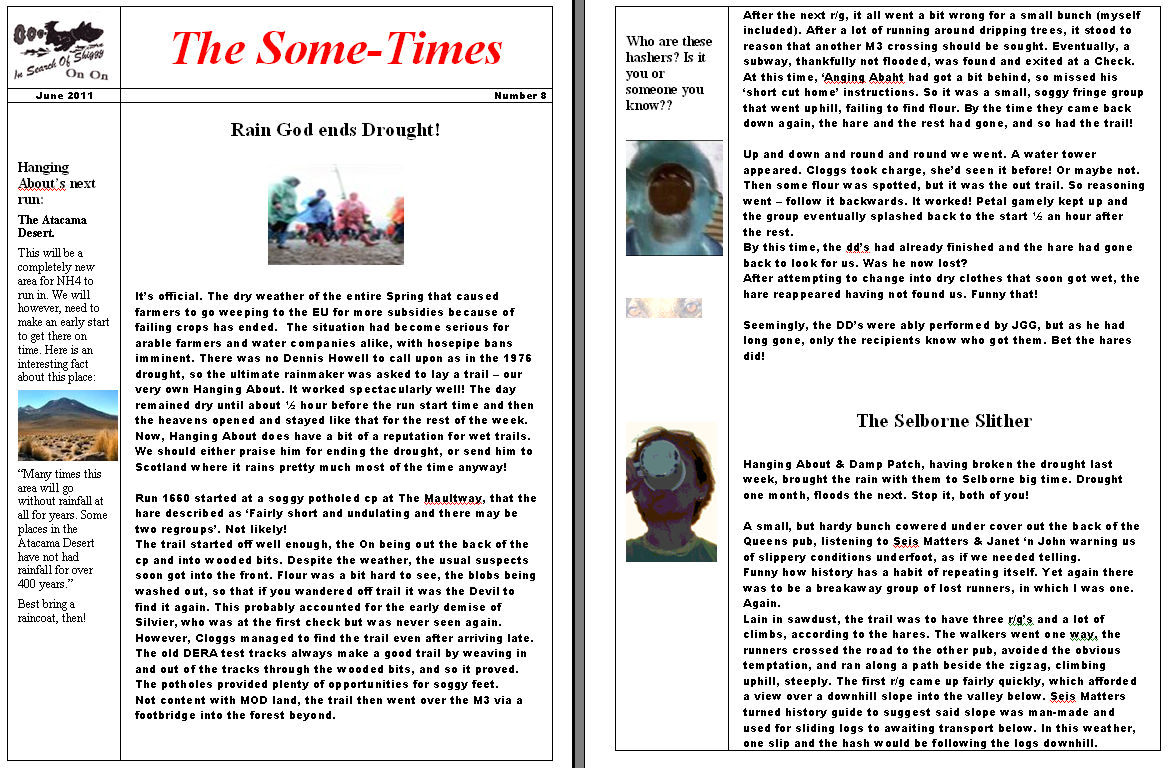 In Search Of Shiggy
On On
The Some-Times
June 2011
Number 8
Hanging
About's next
run:
The Atacama
Desert.
This will be a
completely new
area for NH4 to
run in. We will
however, need to
make an early start
to get there on
time. Here is an
interesting fact
about this place:
"Many times this
area will go
without rainfall at
all for years. Some
places in the
Atacama Desert
have not had
rainfall for over
400 years."
Best bring a
raincoat, then!
Rain God ends Drought!
It's official. The dry weather of the entire Spring that caused
farmers to go weeping to the EU for more subsidies because of
failing crops has ended.  The situation had become serious for
arable farmers and water companies alike, with hosepipe bans
imminent. There was no Dennis Howell to call upon as in the 1976
drought, so the ultimate rainmaker was asked to lay a trail – our
very own Hanging About. It worked spectacularly well! The day
remained dry until about ½ hour before the run start time and then
the heavens opened and stayed like that for the rest of the week.
Now, Hanging About does have a bit of a reputation for wet trails.
We should either praise him for ending the drought, or send him to
Scotland where it rains pretty much most of the time anyway!
Run 1660 started at a soggy potholed cp at The Maultway, that the
hare described as 'Fairly short and undulating and there may be
two regroups'. Not likely!
The trail started off well enough, the On being out the back of the
cp and into wooded bits. Despite the weather, the usual suspects
soon got into the front. Flour was a bit hard to see, the blobs being
washed out, so that if you wandered off trail it was the Devil to
find it again. This probably accounted for the early demise of
Silvier, who was at the first check but was never seen again.
However, Cloggs managed to find the trail even after arriving late.
The old DERA test tracks always make a good trail by weaving in
and out of the tracks through the wooded bits, and so it proved.
The potholes provided plenty of opportunities for soggy feet.
Not content with MOD land, the trail then went over the M3 via a
footbridge into the forest beyond.
Who are these
hashers? Is it
you or
someone you
know??
After the next r/g, it all went a bit wrong for a small bunch (myself
included). After a lot of running around dripping trees, it stood to
reason that another M3 crossing should be sought. Eventually, a
subway, thankfully not flooded, was found and exited at a Check.
At this time, 'Anging Abaht had got a bit behind, so missed his
'short cut home' instructions. So it was a small, soggy fringe group
that went uphill, failing to find flour. By the time they came back
down again, the hare and the rest had gone, and so had the trail!
Up and down and round and round we went. A water tower
appeared. Cloggs took charge, she'd seen it before! Or maybe not.
Then some flour was spotted, but it was the out trail. So reasoning
went – follow it backwards. It worked! Petal gamely kept up and
the group eventually splashed back to the start ½ an hour after
the rest.
By this time, the dd's had already finished and the hare had gone
back to look for us. Was he now lost?
After attempting to change into dry clothes that soon got wet, the
hare reappeared having not found us. Funny that!
Seemingly, the DD's were ably performed by JGG, but as he had
long gone, only the recipients know who got them. Bet the hares
did!
The Selborne Slither
Hanging About & Damp Patch, having broken the drought last
week, brought the rain with them to Selborne big time. Drought
one month, floods the next. Stop it, both of you!
A small, but hardy bunch cowered under cover out the back of the
Queens pub, listening to Seis Matters & Janet 'n John warning us
of slippery conditions underfoot, as if we needed telling.
Funny how history has a habit of repeating itself. Yet again there
was to be a breakaway group of lost runners, in which I was one.
Again.
Lain in sawdust, the trail was to have three r/g's and a lot of
climbs, according to the hares. The walkers went one way, the
runners crossed the road to the other pub, avoided the obvious
temptation, and ran along a path beside the zigzag, climbing
uphill, steeply. The first r/g came up fairly quickly, which afforded
a view over a downhill slope into the valley below. Seis Matters
turned history guide to suggest said slope was man-made and
used for sliding logs to awaiting transport below. In this weather,
one slip and the hash would be following the logs downhill.